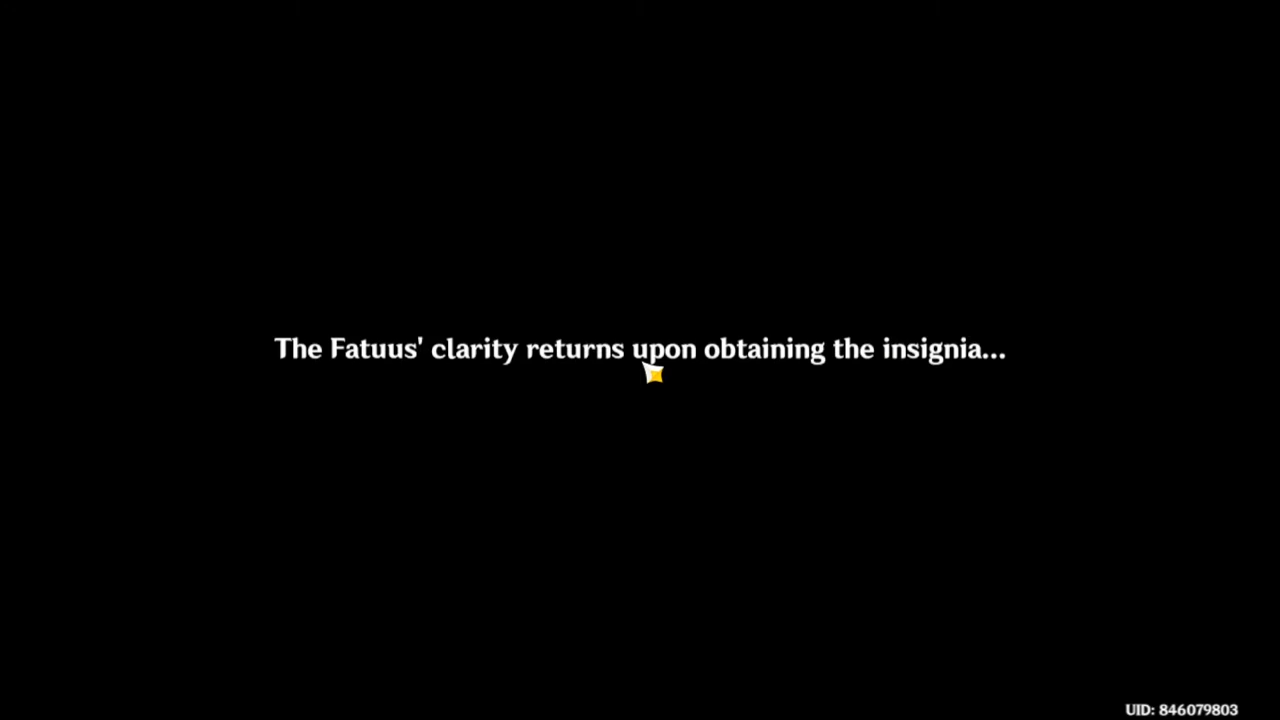 The Fatuus' clarity returns upon obtaining the insignia...
UID: 846079803